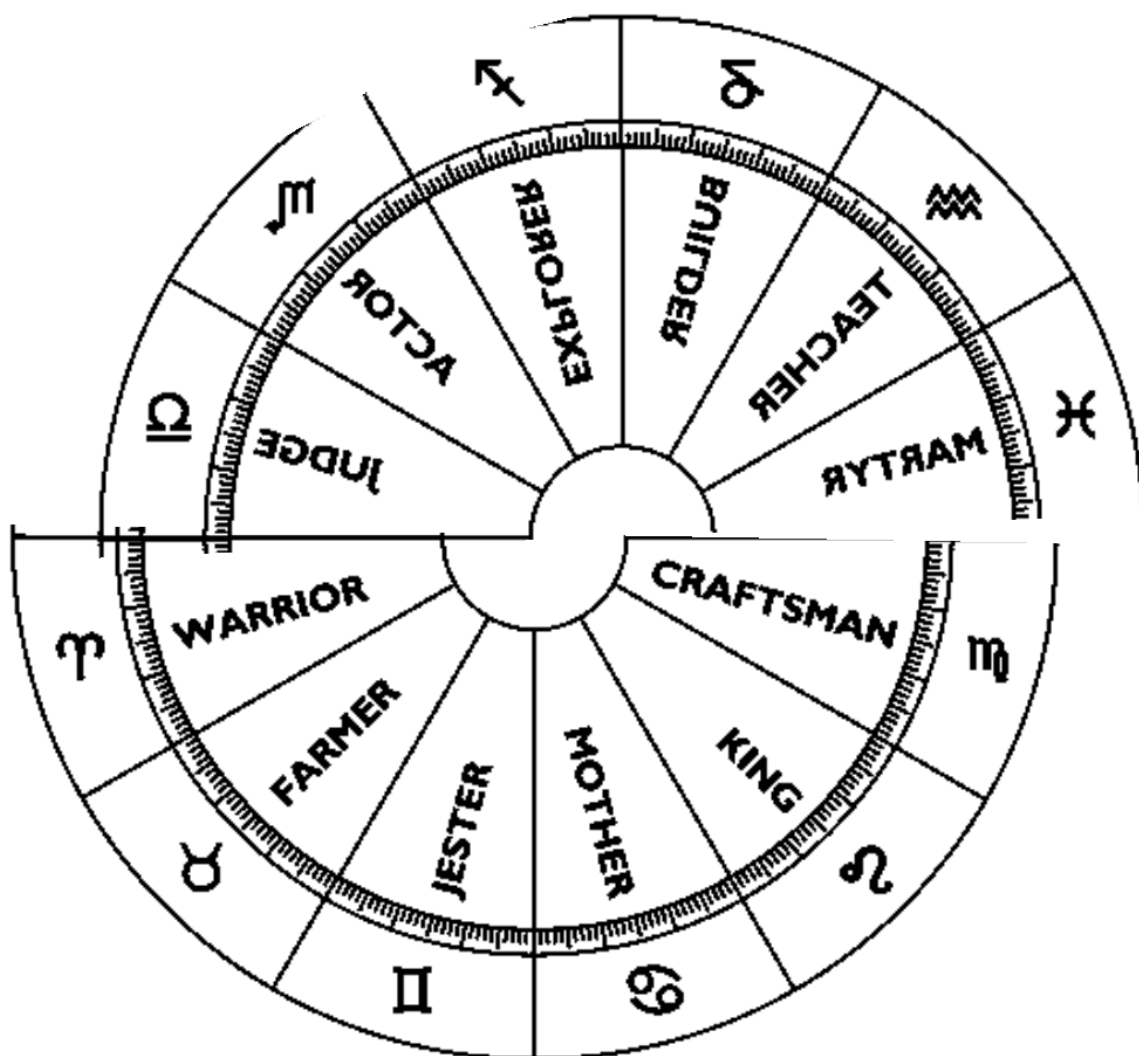 EXPLORER
BUILDER
ACTOR
TEACHER
JUDGE
MARTYR
WARRIOR
CRAFTSMAN
FARMER
KING
JESTER
MOTHER